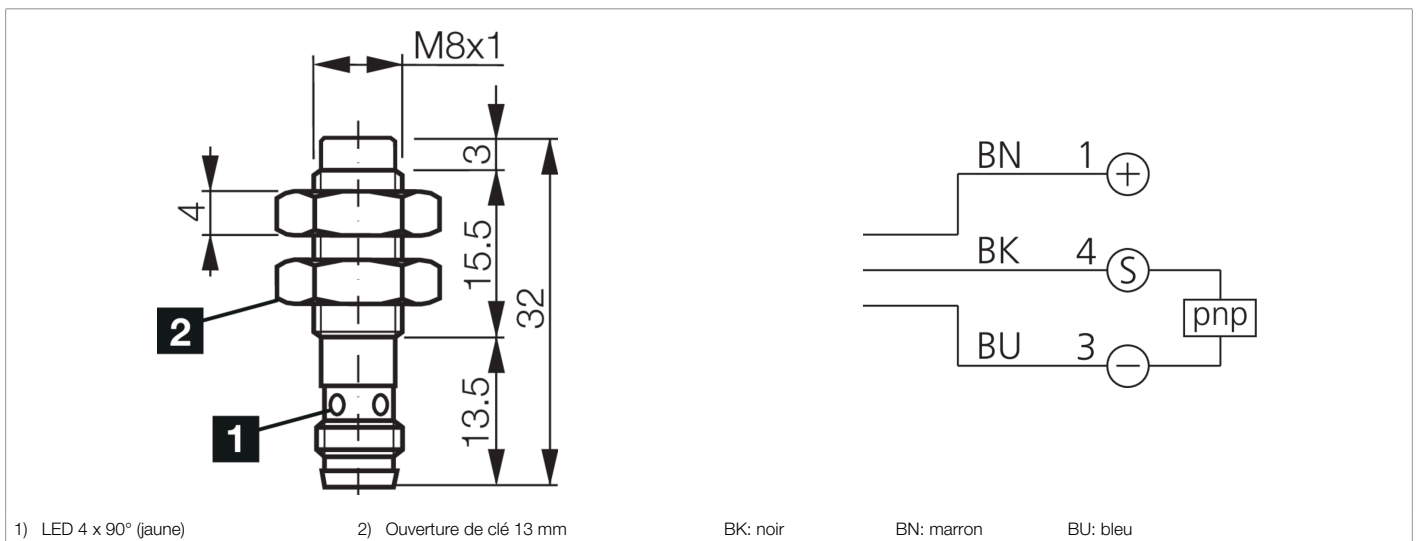 M8x1
3
4
15.5
32
13.5
2
1
BN 1 +
BK 4 S
pnp
BU 3 −
1) LED 4 x 90° (jaune) 2) Ouverture de clé 13 mm BK: noir BN: marron BU: bleu